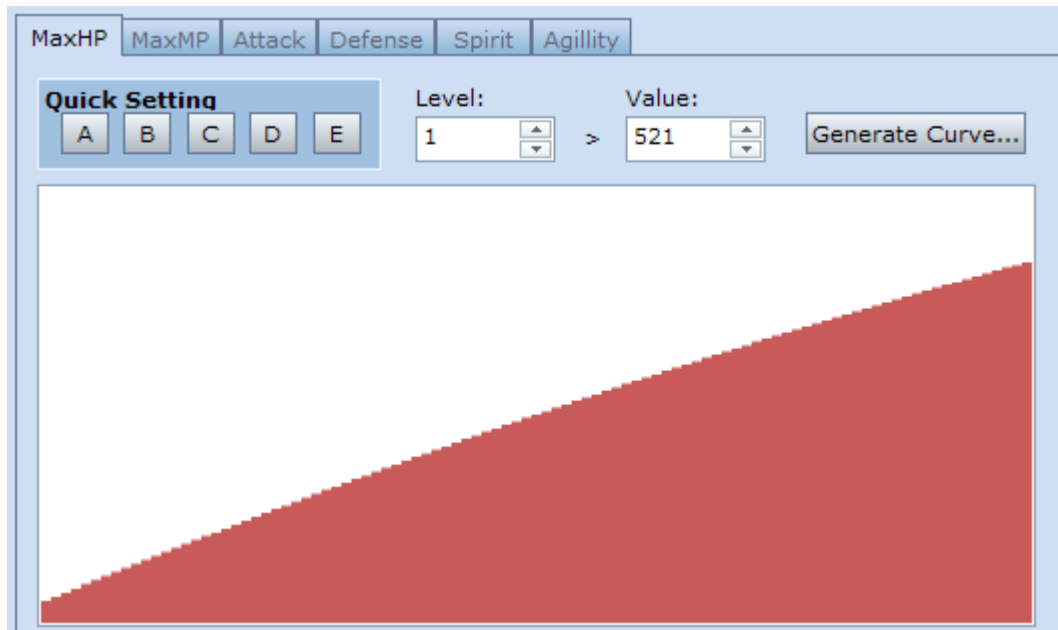 MaxHP MaxMP Attack Defense Spirit Agillity
Quick Setting Level: Value:
A B C D E 1 > 521 Generate Curve...